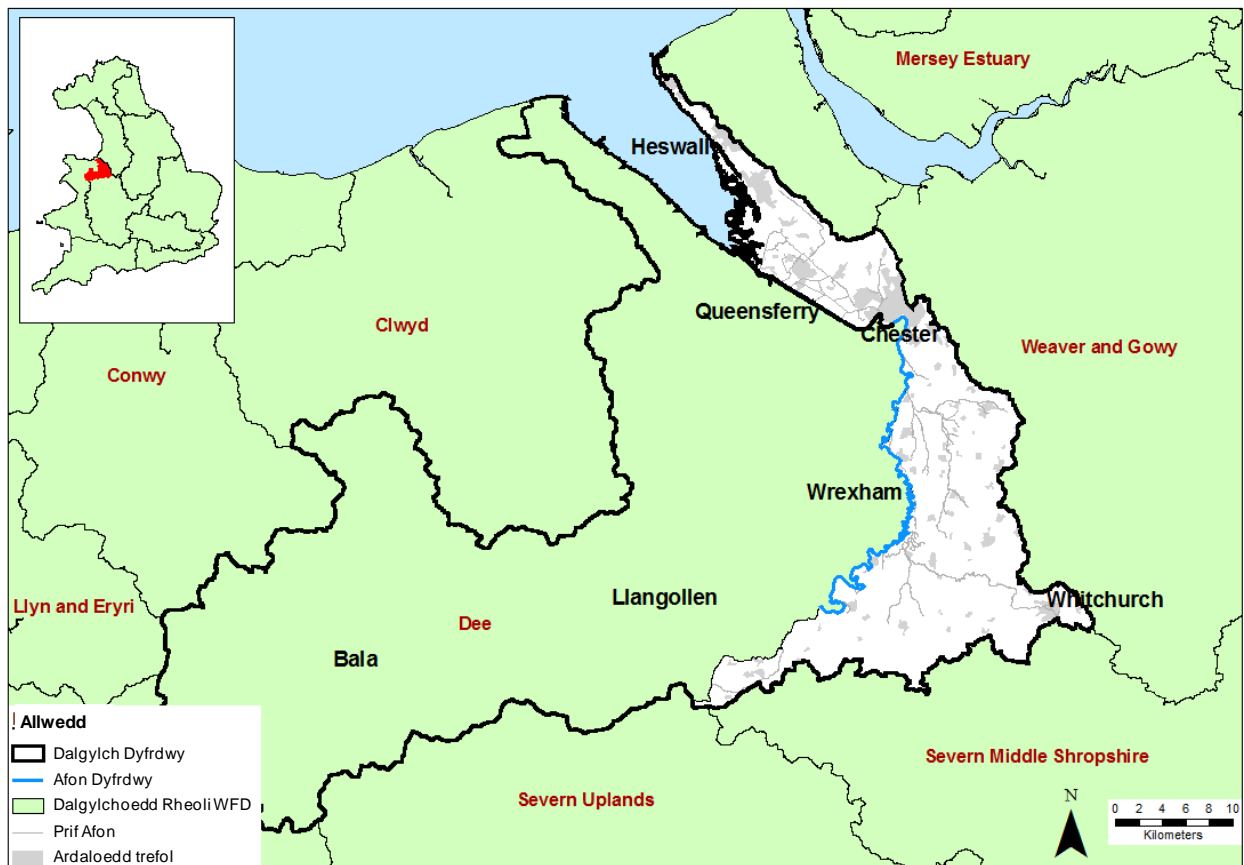 Mersey Estuary
Heswall
Queensferry
Clwyd
Chester
Weaver and Gowy
Conwy
Wrexham
Llangollen
Whitchurch
Llyn and Eryri
Dee
Bala
! Allwedd
Dalgylch Dyfrdwy
Afon Dyfrdwy
Dalgylchoedd Rheoli WFD
Prif Afon
Ardaloedd trefol
Severn Middle Shropshire
Severn Uplands
N
0 2 4 6 8 10
Kilometers